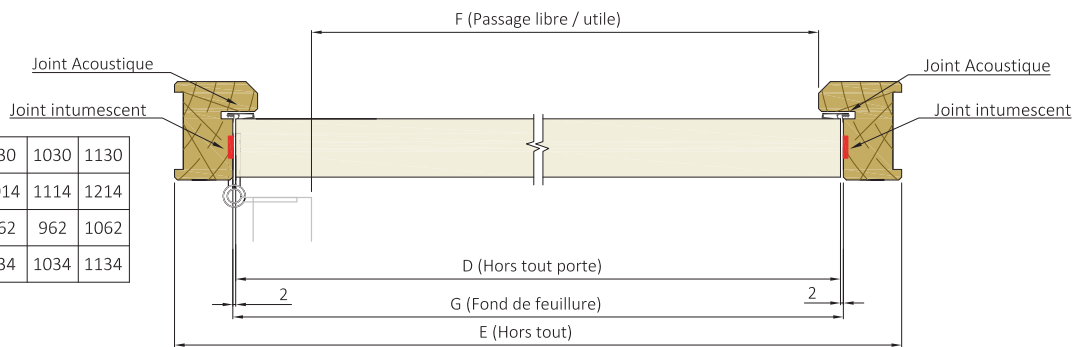 F (Passage libre / utile)
Joint Acoustique
Joint Acoustique
Joint intumescent
Joint intumescent
1030 1130
1114 1214
962 1062
1034 1134
D (Hors tout porte)
2
2
G (Fond de feuillure)
E (Hors tout)